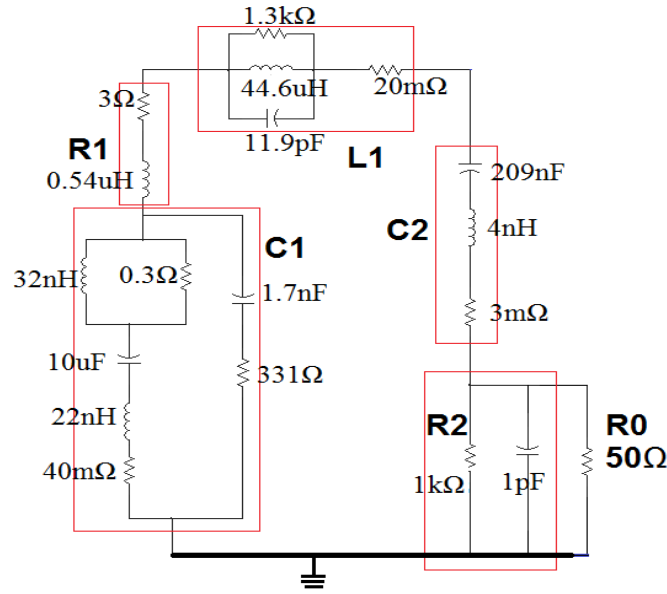 1.3kΩ
44.6uH
11.9pF
20mΩ
L1
3Ω
R1
0.54uH
C1
32nH
0.3Ω
1.7nF
10uF
331Ω
22nH
40mΩ
209nF
C2
4nH
3mΩ
R2
1kΩ
1pF
R0
50Ω